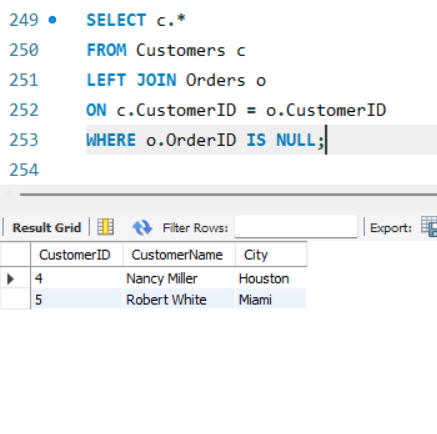 249 SELECT c.*
250 FROM Customers c
251 LEFT JOIN Orders o
252 ON c.CustomerID = o.CustomerID
253 WHERE o.OrderID IS NULL;
254
Result Grid Filter Rows: Export:
CustomerID CustomerName City
4 Nancy Miller Houston
5 Robert White Miami